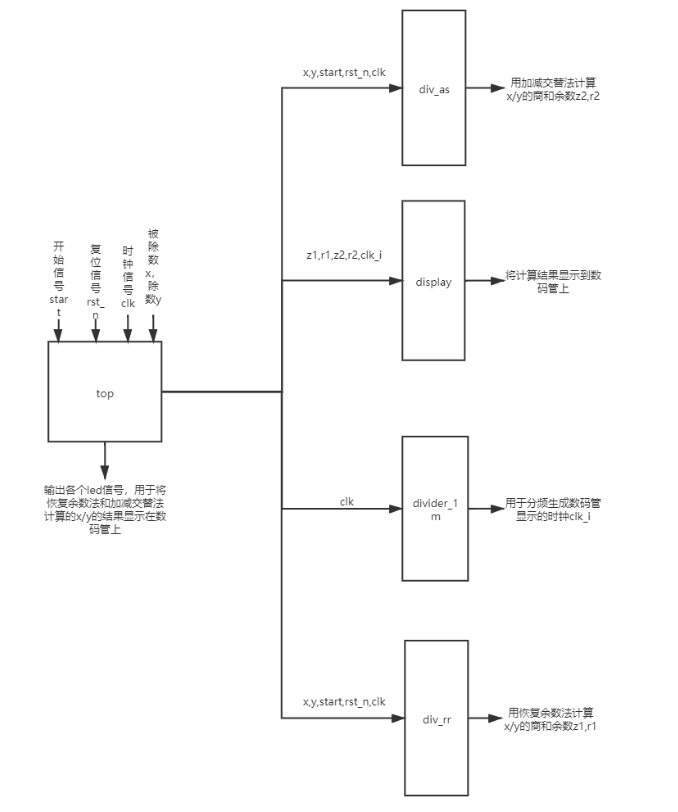 x,y,start,rst_n,clk
div_as
用加减交替法计算
x/y的商和余数z2,r2
被
除
数
x,
除
数y
开
始
信
号
star
t
复
位
信
号
rst_
n
时
钟
信
号
clk
z1,r1,z2,r2,clk_i
display
将计算结果显示到数
码管上
top
输出各个led信号，用于将
恢复余数法和加减交替法
计算的x/y的结果显示在数
码管上
clk
divider_1
m
用于分频生成数码管
显示的时钟clk_i
x,y,start,rst_n,clk
div_rr
用恢复余数法计算
x/y的商和余数z1,r1